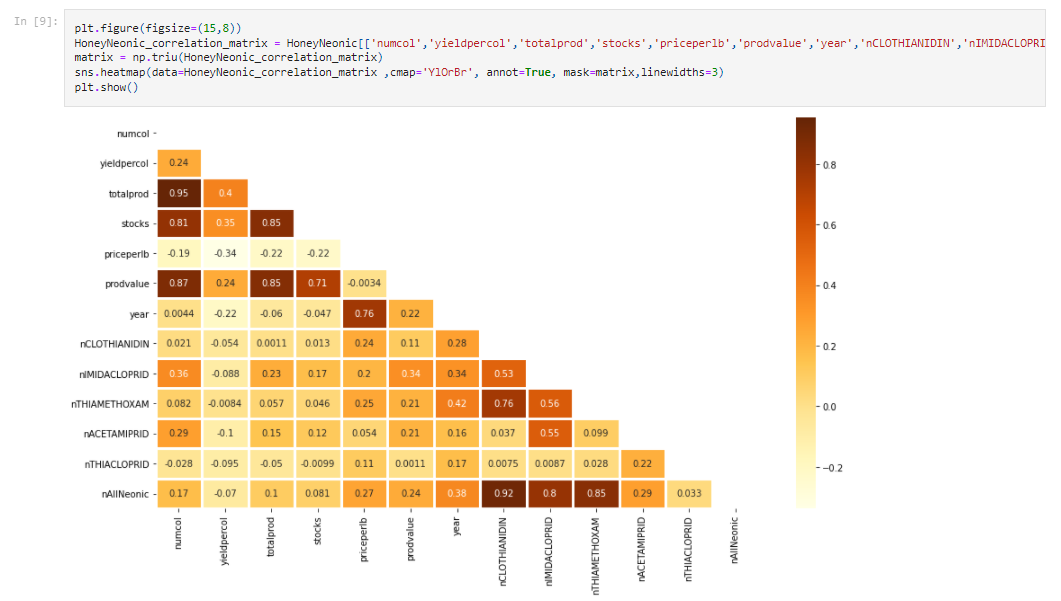 In [9]:
plt.figure(figsize=(15,8))
HoneyNeonic_correlation_matrix = HoneyNeonic[['numcol','yieldpercol','totalprod','stocks','priceperlb','prodvalue','year','nCLOTHIANIDIN','nIMIDACLOPRI
matrix = np.triu(HoneyNeonic_correlation_matrix)
sns.heatmap(data=HoneyNeonic_correlation_matrix ,cmap='YlOrBr', annot=True, mask=matrix,linewidths=3)
plt.show()
numcol
yieldpercol 0.24
totalprod 0.95 0.4
stocks 0.81 0.35 0.85
priceperlb -0.19 -0.34 -0.22 -0.22
prodvalue 0.87 0.24 0.85 0.71 -0.0034
year 0.0044 -0.22 -0.06 -0.047 0.76 0.22
nCLOTHIANIDIN 0.021 -0.054 0.0011 0.013 0.24 0.11 0.28
nIMIDACLOPRID 0.36 -0.088 0.23 0.17 0.2 0.34 0.34 0.53
nTHIAMETHOXAM 0.082 -0.0084 0.057 0.046 0.25 0.21 0.42 0.76 0.56
nACETAMIPRID 0.29 -0.1 0.15 0.12 0.054 0.21 0.16 0.037 0.55 0.099
nTHIACLOPRID -0.028 -0.095 -0.05 -0.0099 0.11 0.0011 0.17 0.0075 0.0087 0.028 0.22
nAllNeonic 0.17 -0.07 0.1 0.081 0.27 0.24 0.38 0.92 0.8 0.85 0.29 0.033
numcol yieldpercol totalprod stocks priceperlb prodvalue year nCLOTHIANIDIN nIMIDACLOPRID nTHIAMETHOXAM nACETAMIPRID nTHIACLOPRID nAllNeonic
0.8
0.6
0.4
0.2
0.0
-0.2